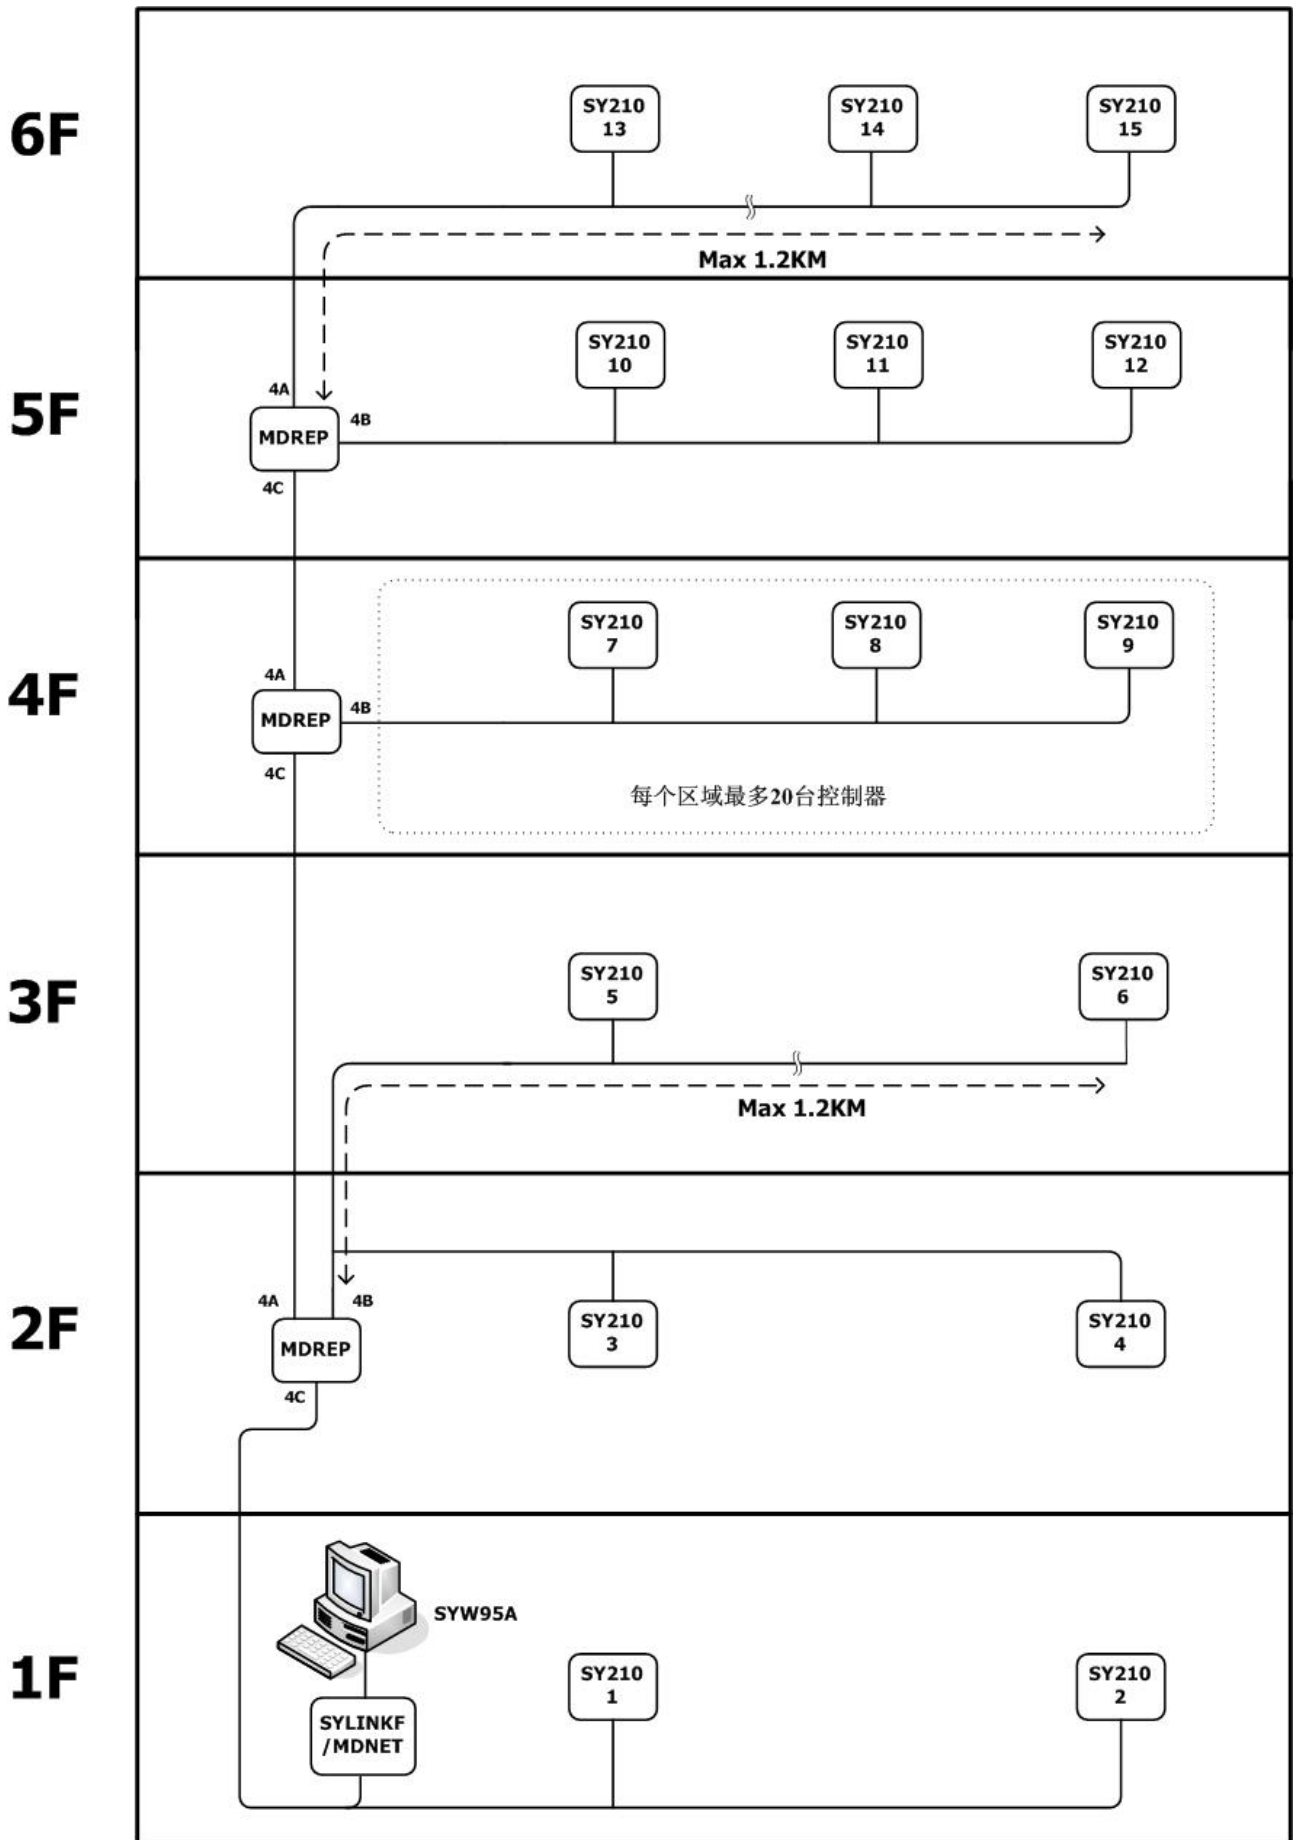 6F
SY210
13
SY210
14
SY210
15
Max 1.2KM
5F
SY210
10
SY210
11
SY210
12
4A
MDREP
4B
4C
4F
SY210
7
SY210
8
SY210
9
4A
MDREP
4B
4C
每个区域最多20台控制器
3F
SY210
5
SY210
6
Max 1.2KM
2F
4A
4B
MDREP
4C
SY210
3
SY210
4
1F
SYW95A
SYLINKF
/MDNET
SY210
1
SY210
2